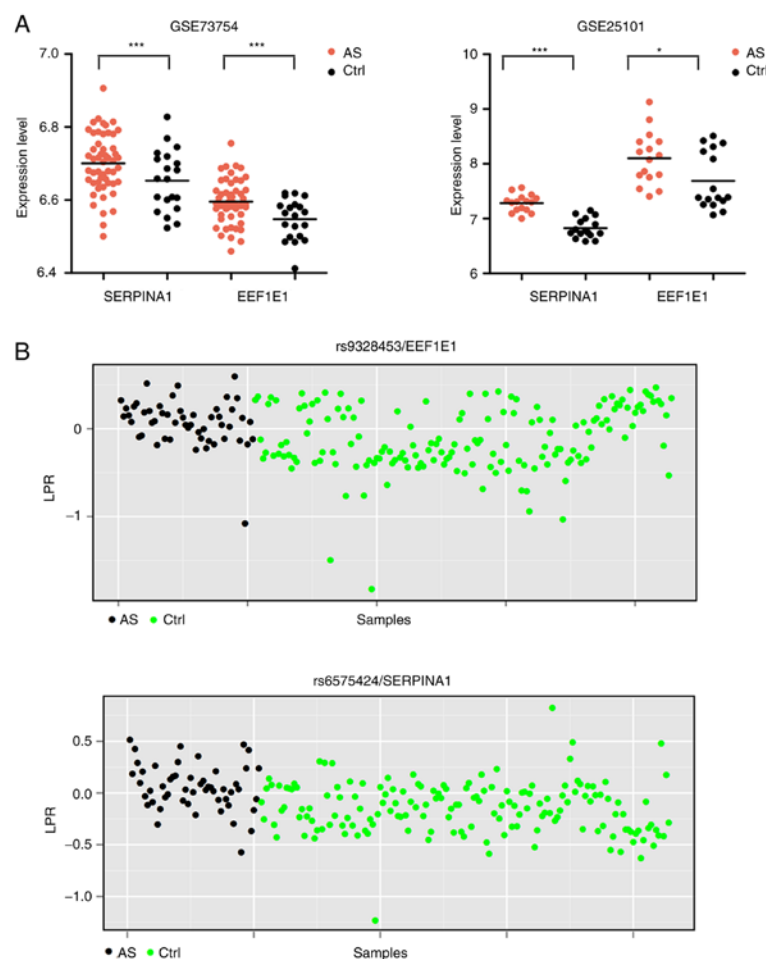 A
GSE73754
GSE25101
*** ***
AS
Ctrl
*** *
AS
Ctrl
Expression level
7.0
6.8
6.6
6.4
SERPINA1 EEF1E1
Expression level
10
9
8
7
6
SERPINA1 EEF1E1
B
rs9328453/EEF1E1
LPR
0
−1
AS Ctrl Samples
rs6575424/SERPINA1
LPR
0.5
0.0
−0.5
−1.0
AS Ctrl Samples